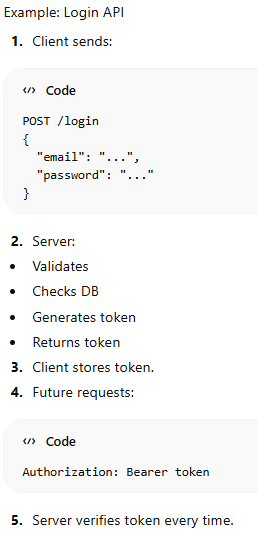 Example: Login API
1. Client sends:
</> Code
POST /login
{
  "email": "...",
  "password": "..."
}
2. Server:
• Validates
• Checks DB
• Generates token
• Returns token
3. Client stores token.
4. Future requests:
</> Code
Authorization: Bearer token
5. Server verifies token every time.